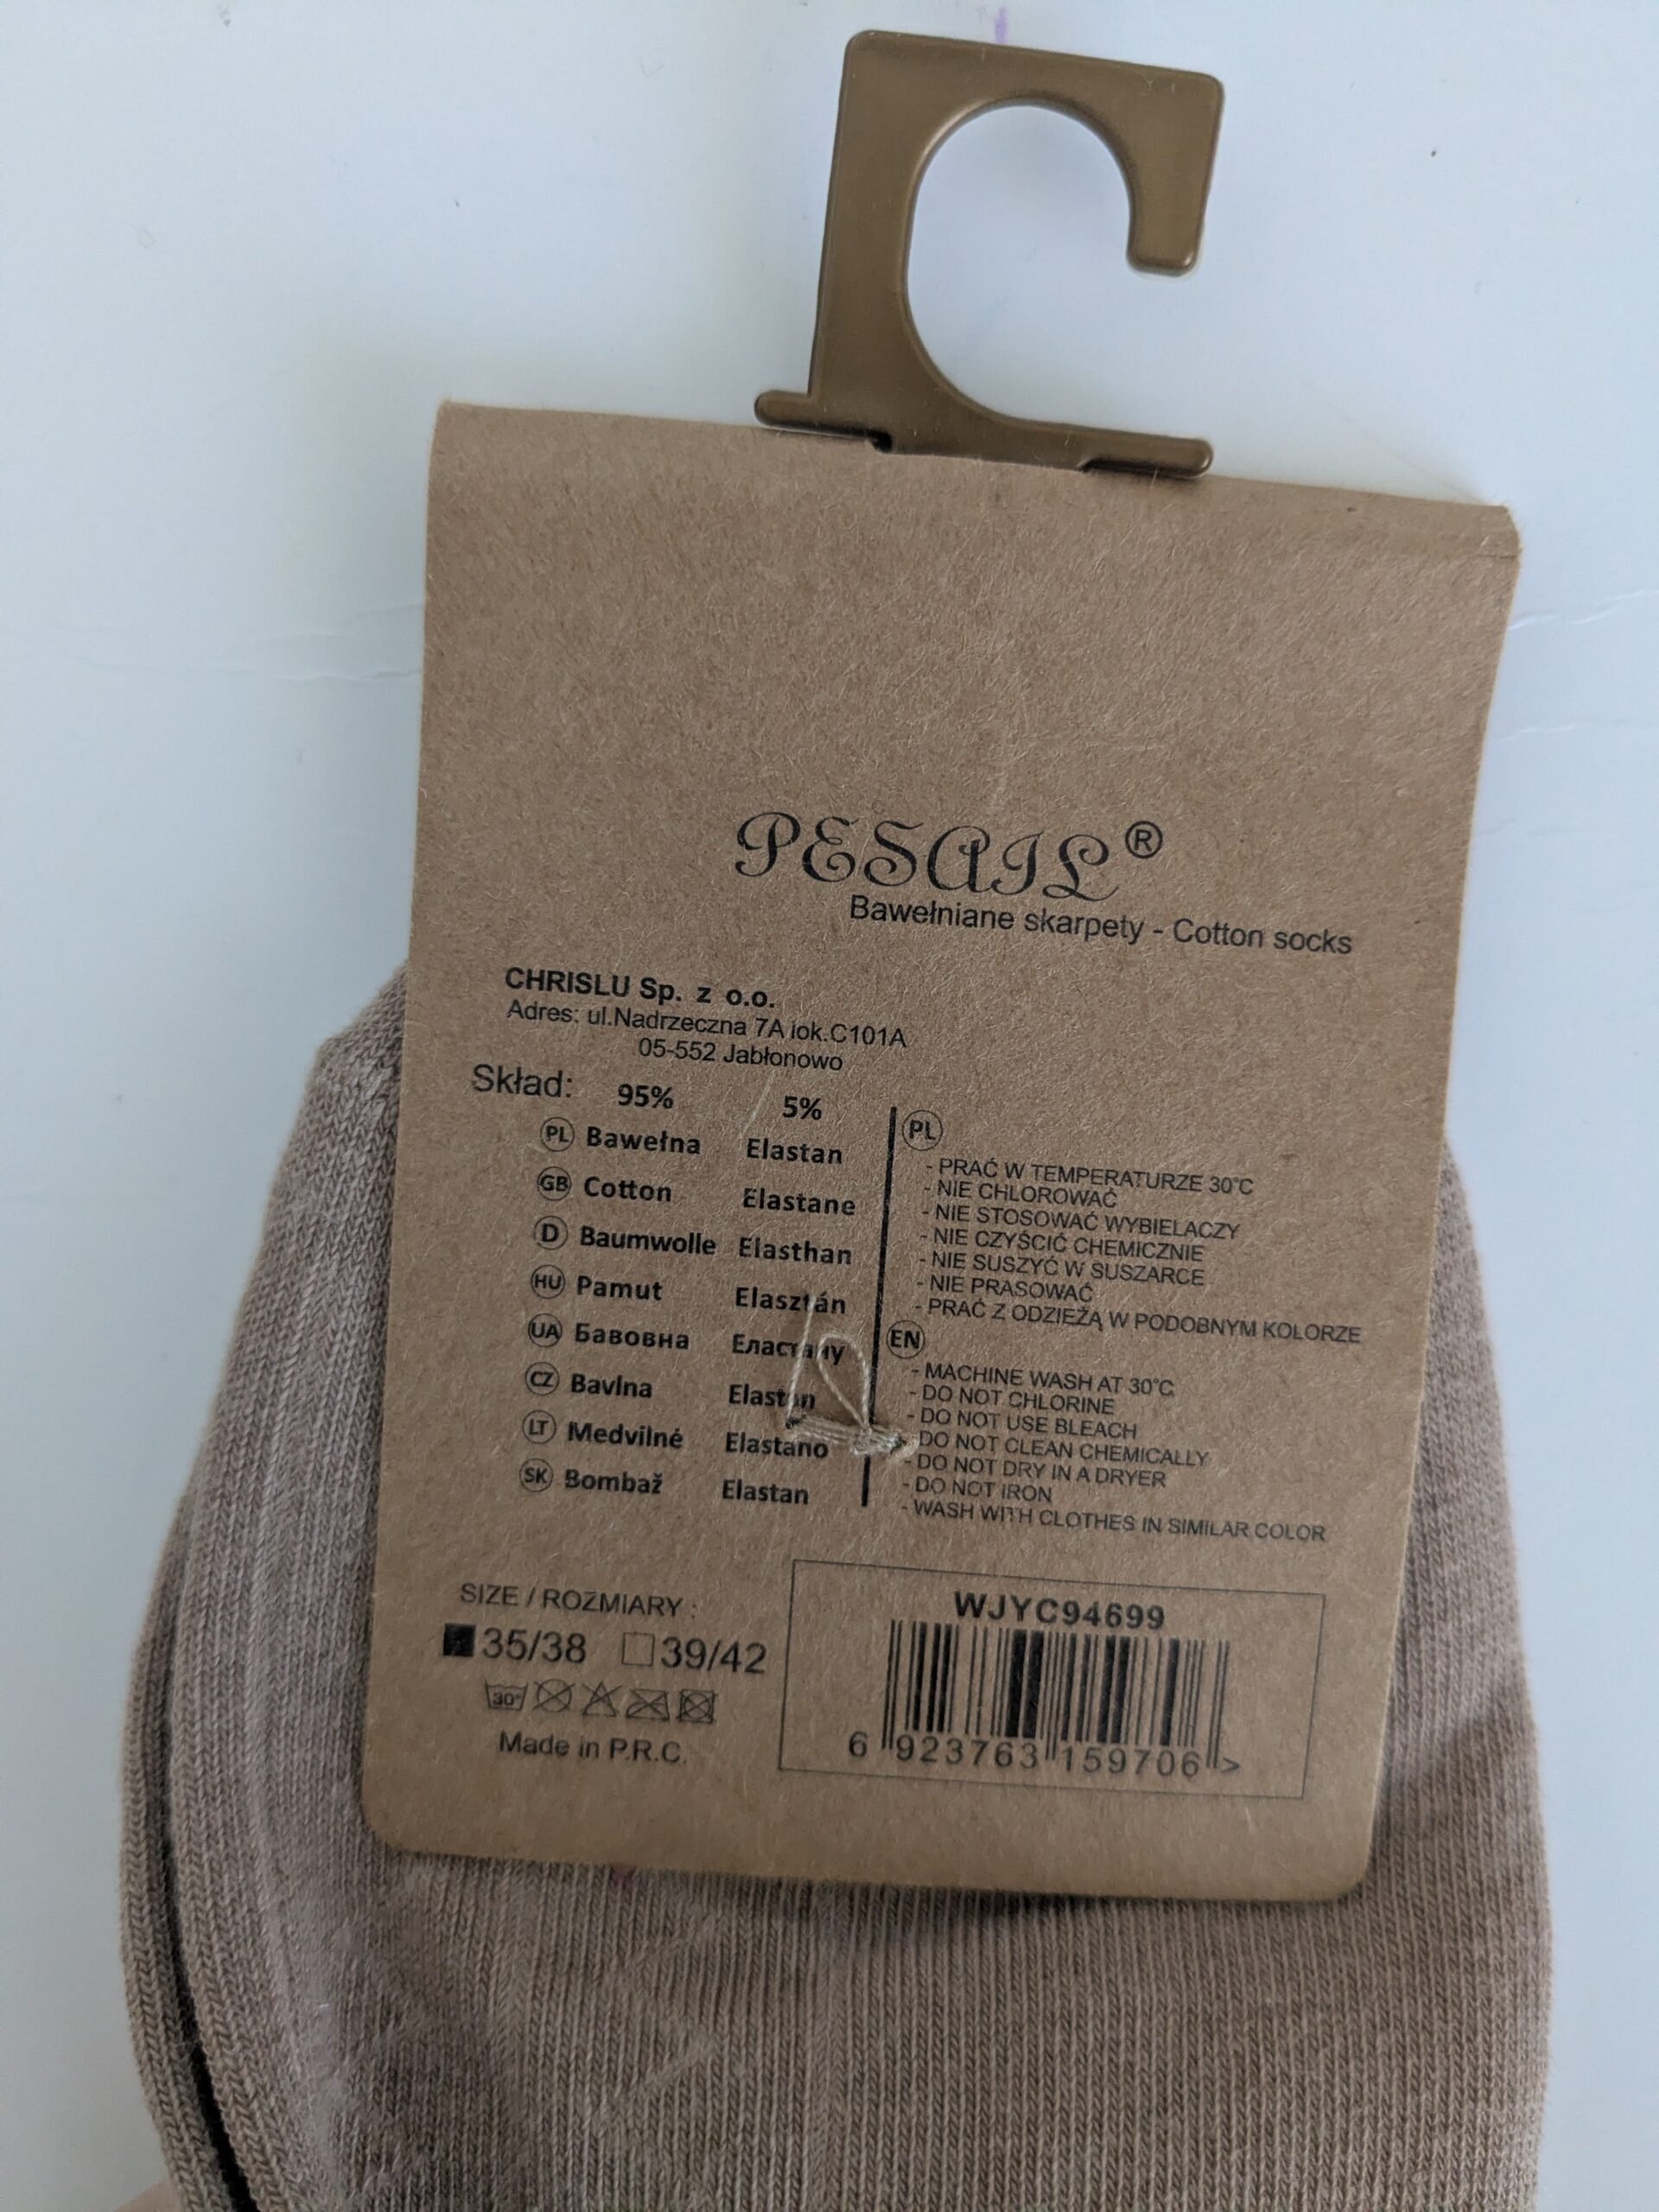 PESAIL®
Bawełniane skarpety - Cotton socks
CHRISLU Sp. z o.o.
Adres: ul.Nadrzeczna 7A lok.C101A
05-552 Jabłonowo
Skład: 95% 5%
PL Bawełna Elastan
GB Cotton Elastane
D Baumwolle Elasthan
HU Pamut Elasztán
UA Бавовна Еластану
CZ Bavlna Elastan
LT Medvilné Elastano
SK Bombaž Elastan
PL
- PRAĆ W TEMPERATURZE 30°C
- NIE CHLOROWAĆ
- NIE STOSOWAĆ WYBIELACZY
- NIE CZYŚCIĆ CHEMICZNIE
- NIE SUSZYĆ W SUSZARCE
- NIE PRASOWAĆ
- PRAĆ Z ODZIEŻĄ W PODOBNYM KOLORZE
EN
- MACHINE WASH AT 30°C
- DO NOT CHLORINE
- DO NOT USE BLEACH
- DO NOT CLEAN CHEMICALLY
- DO NOT DRY IN A DRYER
- DO NOT IRON
- WASH WITH CLOTHES IN SIMILAR COLOR
SIZE / ROZMIARY :
35/38 39/42
30°
Made in P.R.C.
WJYC94699
6 923763 159706 >